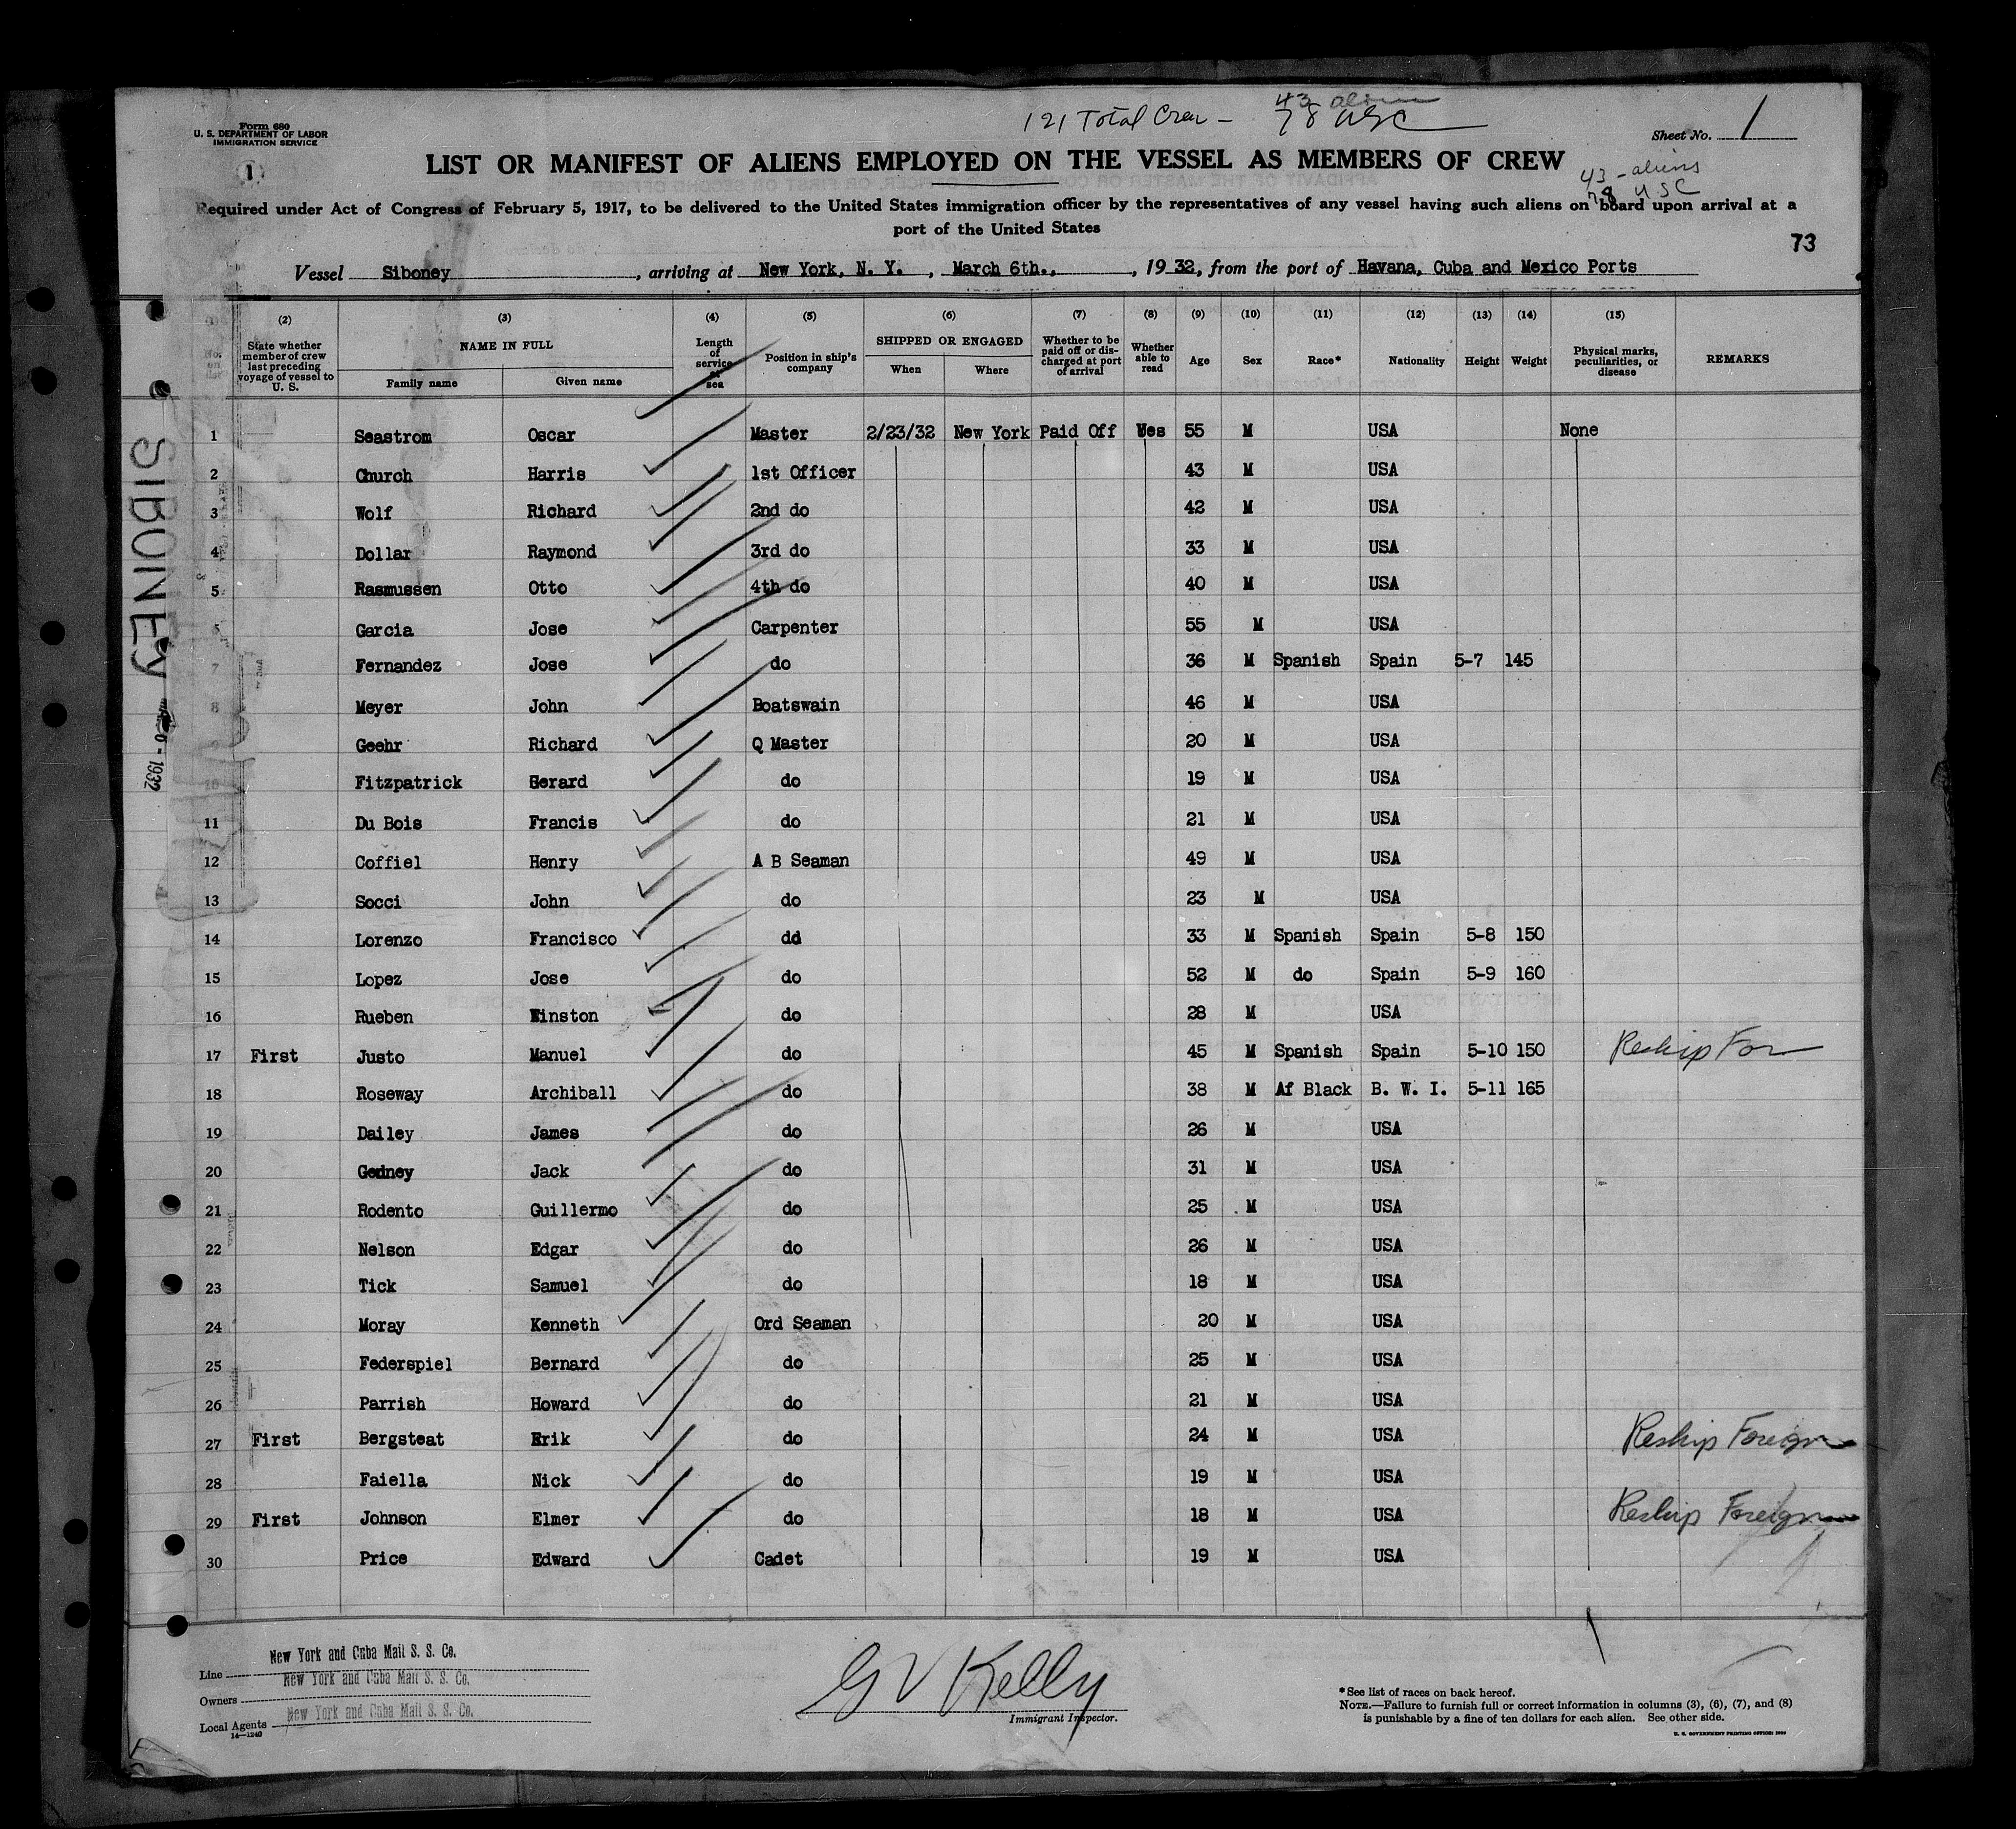 121 Total Crew - 43 aliens
78 USC
Form 680
U. S. DEPARTMENT OF LABOR
IMMIGRATION SERVICE
Sheet No. 1
1
LIST OR MANIFEST OF ALIENS EMPLOYED ON THE VESSEL AS MEMBERS OF CREW
43 - aliens
78 USC
Required under Act of Congress of February 5, 1917, to be delivered to the United States immigration officer by the representatives of any vessel having such aliens on board upon arrival at a
port of the United States
73
Vessel Siboney, arriving at New York, N. Y., March 6th., 1932, from the port of Havana, Cuba and Mexico Ports
(2) (3) (4) (5) (6) (7) (8) (9) (10) (11) (12) (13) (14) (15)
No. on list State whether member of crew last preceding voyage of vessel to U. S. NAME IN FULL Family name Given name Length of service at sea Position in ship's company SHIPPED OR ENGAGED When Where Whether to be paid off or discharged at port of arrival Whether able to read Age Sex Race* Nationality Height Weight Physical marks, peculiarities, or disease REMARKS
1 Seastrom Oscar Master 2/23/32 New York Paid Off Yes 55 M USA None
2 Church Harris 1st Officer 43 M USA
3 Wolf Richard 2nd do 42 M USA
4 Dollar Raymond 3rd do 33 M USA
5 Rasmussen Otto 4th do 40 M USA
6 Garcia Jose Carpenter 55 M USA
7 Fernandez Jose do 36 M Spanish Spain 5-7 145
8 Meyer John Boatswain 46 M USA
Geehr Richard Q Master 20 M USA
10 Fitzpatrick Gerard do 19 M USA
11 Du Bois Francis do 21 M USA
12 Coffiel Henry A B Seaman 49 M USA
13 Socci John do 23 M USA
14 Lorenzo Francisco dd 33 M Spanish Spain 5-8 150
15 Lopez Jose do 52 M do Spain 5-9 160
16 Rueben Winston do 28 M USA
17 First Justo Manuel do 45 M Spanish Spain 5-10 150 Reship For
18 Roseway Archiball do 38 M Af Black B. W. I. 5-11 165
19 Dailey James do 26 M USA
20 Gedney Jack do 31 M USA
21 Rodento Guillermo do 25 M USA
22 Nelson Edgar do 26 M USA
23 Tick Samuel do 18 M USA
24 Moray Kenneth Ord Seaman 20 M USA
25 Federspiel Bernard do 25 M USA
26 Parrish Howard do 21 M USA
27 First Bergsteat Erik do 24 M USA Reship Foreign
28 Faiella Nick do 19 M USA
29 First Johnson Elmer do 18 M USA Reship Foreign
30 Price Edward Cadet 19 M USA
SIBONEY
1932
Line New York and Cuba Mail S. S. Co.
Owners New York and Cuba Mail S. S. Co.
Local Agents New York and Cuba Mail S. S. Co.
14-1240
G V Kelly
Immigrant Inspector.
* See list of races on back hereof.
NOTE.—Failure to furnish full or correct information in columns (3), (6), (7), and (8)
is punishable by a fine of ten dollars for each alien. See other side.